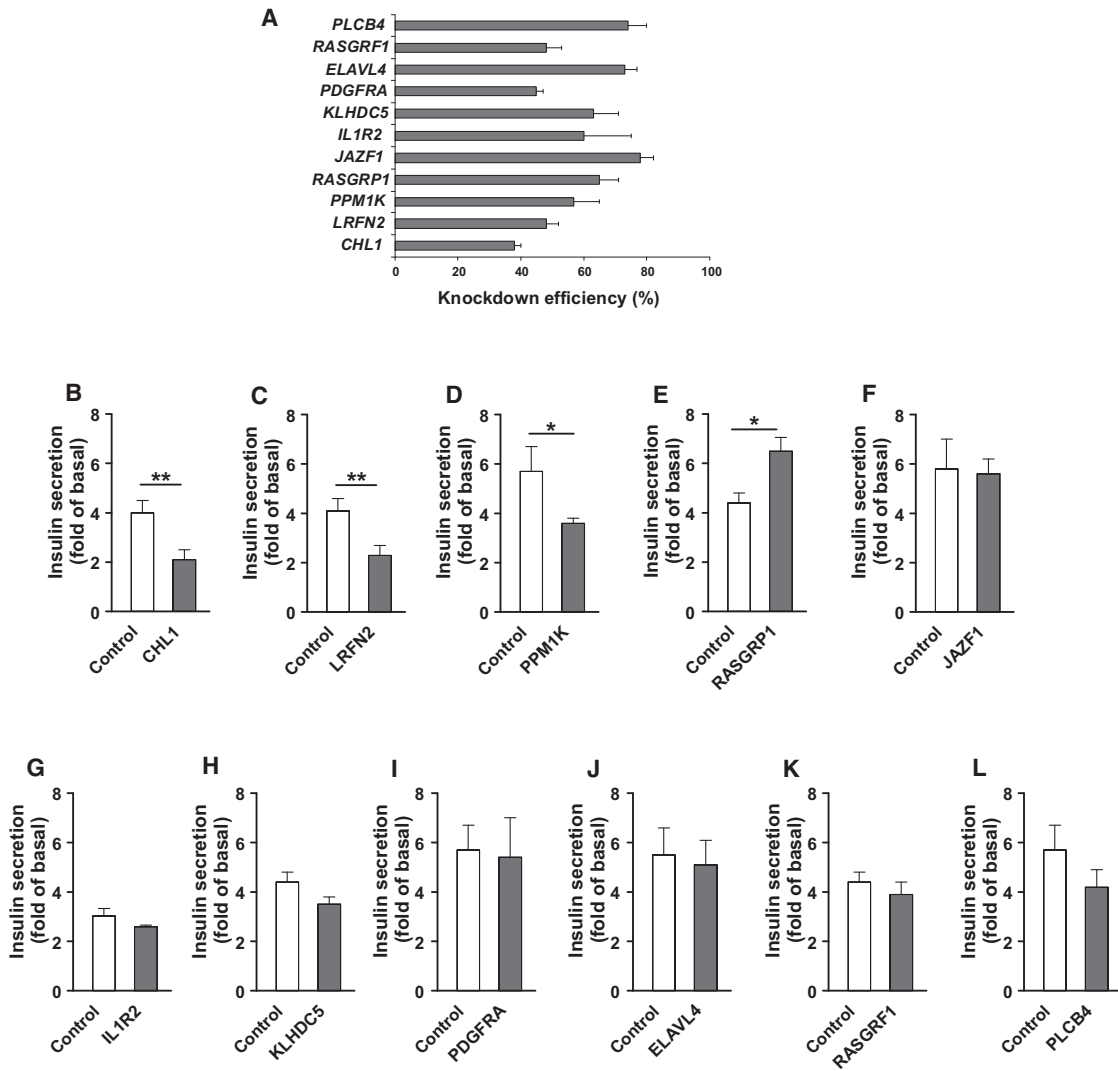 A
PLCB4
RASGRF1
ELAVL4
PDGFRA
KLHDC5
IL1R2
JAZF1
RASGRP1
PPM1K
LRFN2
CHL1
0 20 40 60 80 100
Knockdown efficiency (%)
B
Insulin secretion
(fold of basal)
8
6
4
2
0
**
Control
CHL1
C
Insulin secretion
(fold of basal)
8
6
4
2
0
**
Control
LRFN2
D
Insulin secretion
(fold of basal)
8
6
4
2
0
*
Control
PPM1K
E
Insulin secretion
(fold of basal)
8
6
4
2
0
*
Control
RASGRP1
F
Insulin secretion
(fold of basal)
8
6
4
2
0
Control
JAZF1
G
Insulin secretion
(fold of basal)
8
6
4
2
0
Control
IL1R2
H
Insulin secretion
(fold of basal)
8
6
4
2
0
Control
KLHDC5
I
Insulin secretion
(fold of basal)
8
6
4
2
0
Control
PDGFRA
J
Insulin secretion
(fold of basal)
8
6
4
2
0
Control
ELAVL4
K
Insulin secretion
(fold of basal)
8
6
4
2
0
Control
RASGRF1
L
Insulin secretion
(fold of basal)
8
6
4
2
0
Control
PLCB4